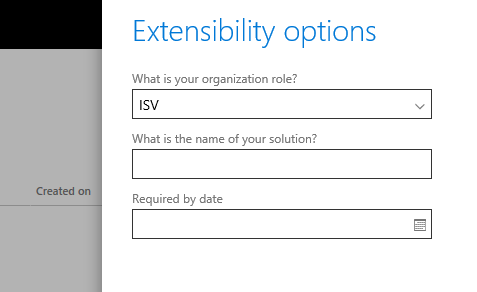 Extensibility options
What is your organization role?
ISV
What is the name of your solution?
Created on
Required by date